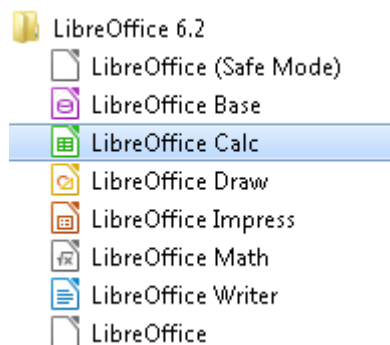 LibreOffice 6.2
LibreOffice (Safe Mode)
LibreOffice Base
LibreOffice Calc
LibreOffice Draw
LibreOffice Impress
LibreOffice Math
LibreOffice Writer
LibreOffice